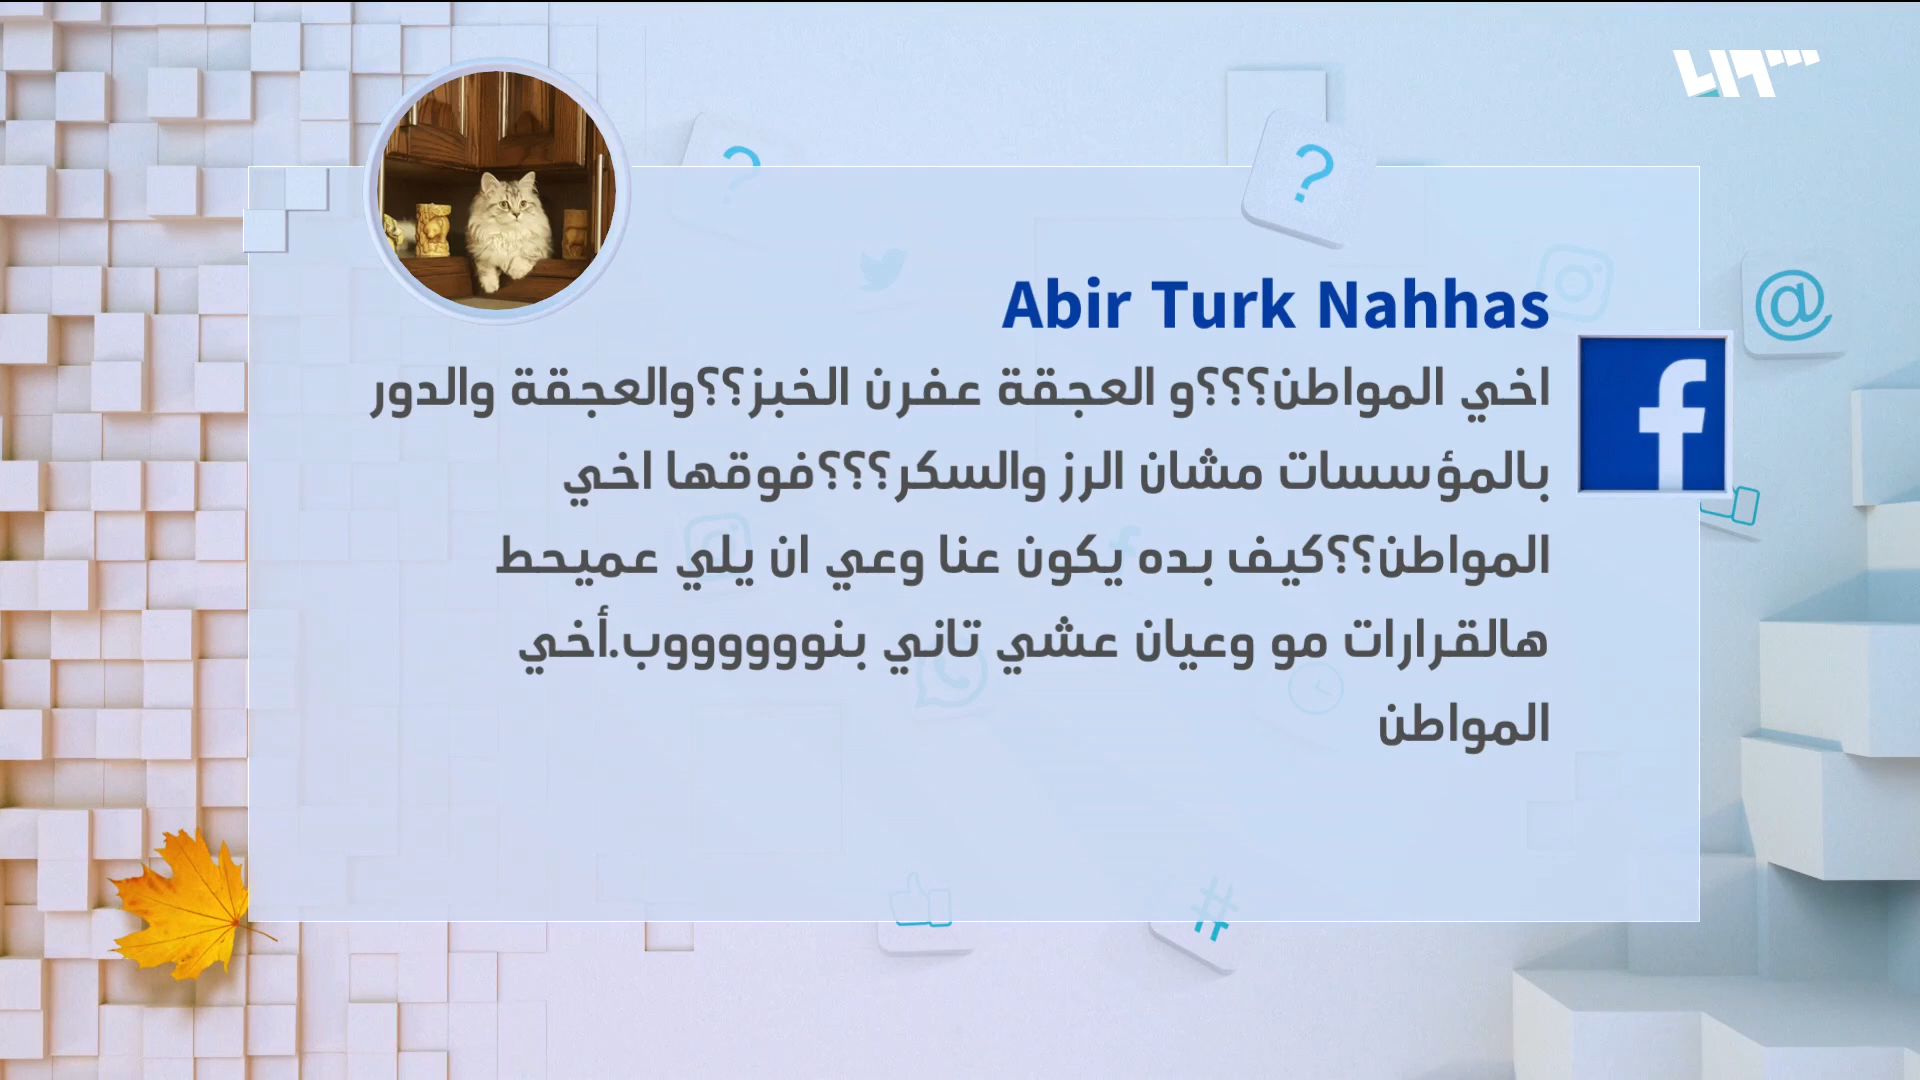 Abir Turk Nahhas
اخي المواطن؟؟؟و العجقة عفرن الخبز؟؟والعجقة والدور
بالمؤسسات مشان الرز والسكر؟؟؟فوقها اخي
المواطن؟؟كيف بده يكون عنا وعي ان يلي عميحط
هالقرارات مو وعيان عشي تاني بنوووووووب.أخي
المواطن